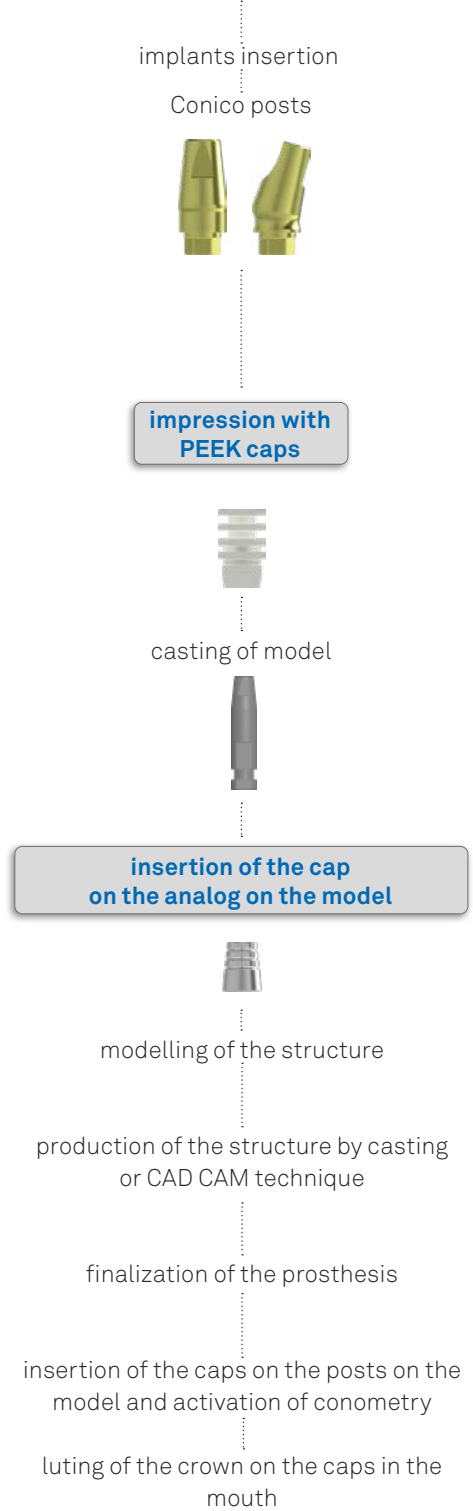 implants insertion
Conico posts
impression with
PEEK caps
casting of model
insertion of the cap
on the analog on the model
modelling of the structure
production of the structure by casting
or CAD CAM technique
finalization of the prosthesis
insertion of the caps on the posts on the
model and activation of conometry
luting of the crown on the caps in the
mouth